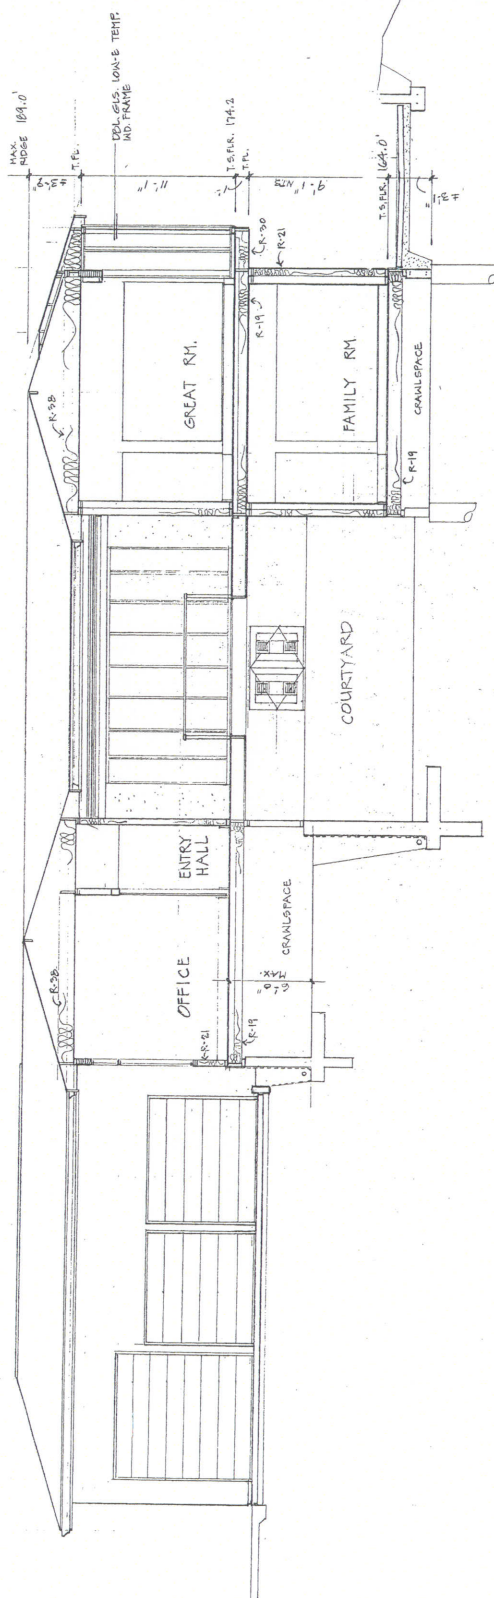 MAX.
RIDGE 189.0'
T. PL.
DBL. GLS. LOW-E TEMP.
WD. FRAME
11'-1"
T.S.FLR. 174.2
T. PL.
1'-
9'-1"
T.S.FLR. 164.0'
R-38
R-30
R-21
R-19
GREAT RM.
FAMILY RM.
R-19
CRAWLSPACE
COURTYARD
ENTRY
HALL
OFFICE
R-38
R-21
R-19
CRAWLSPACE
MAX.